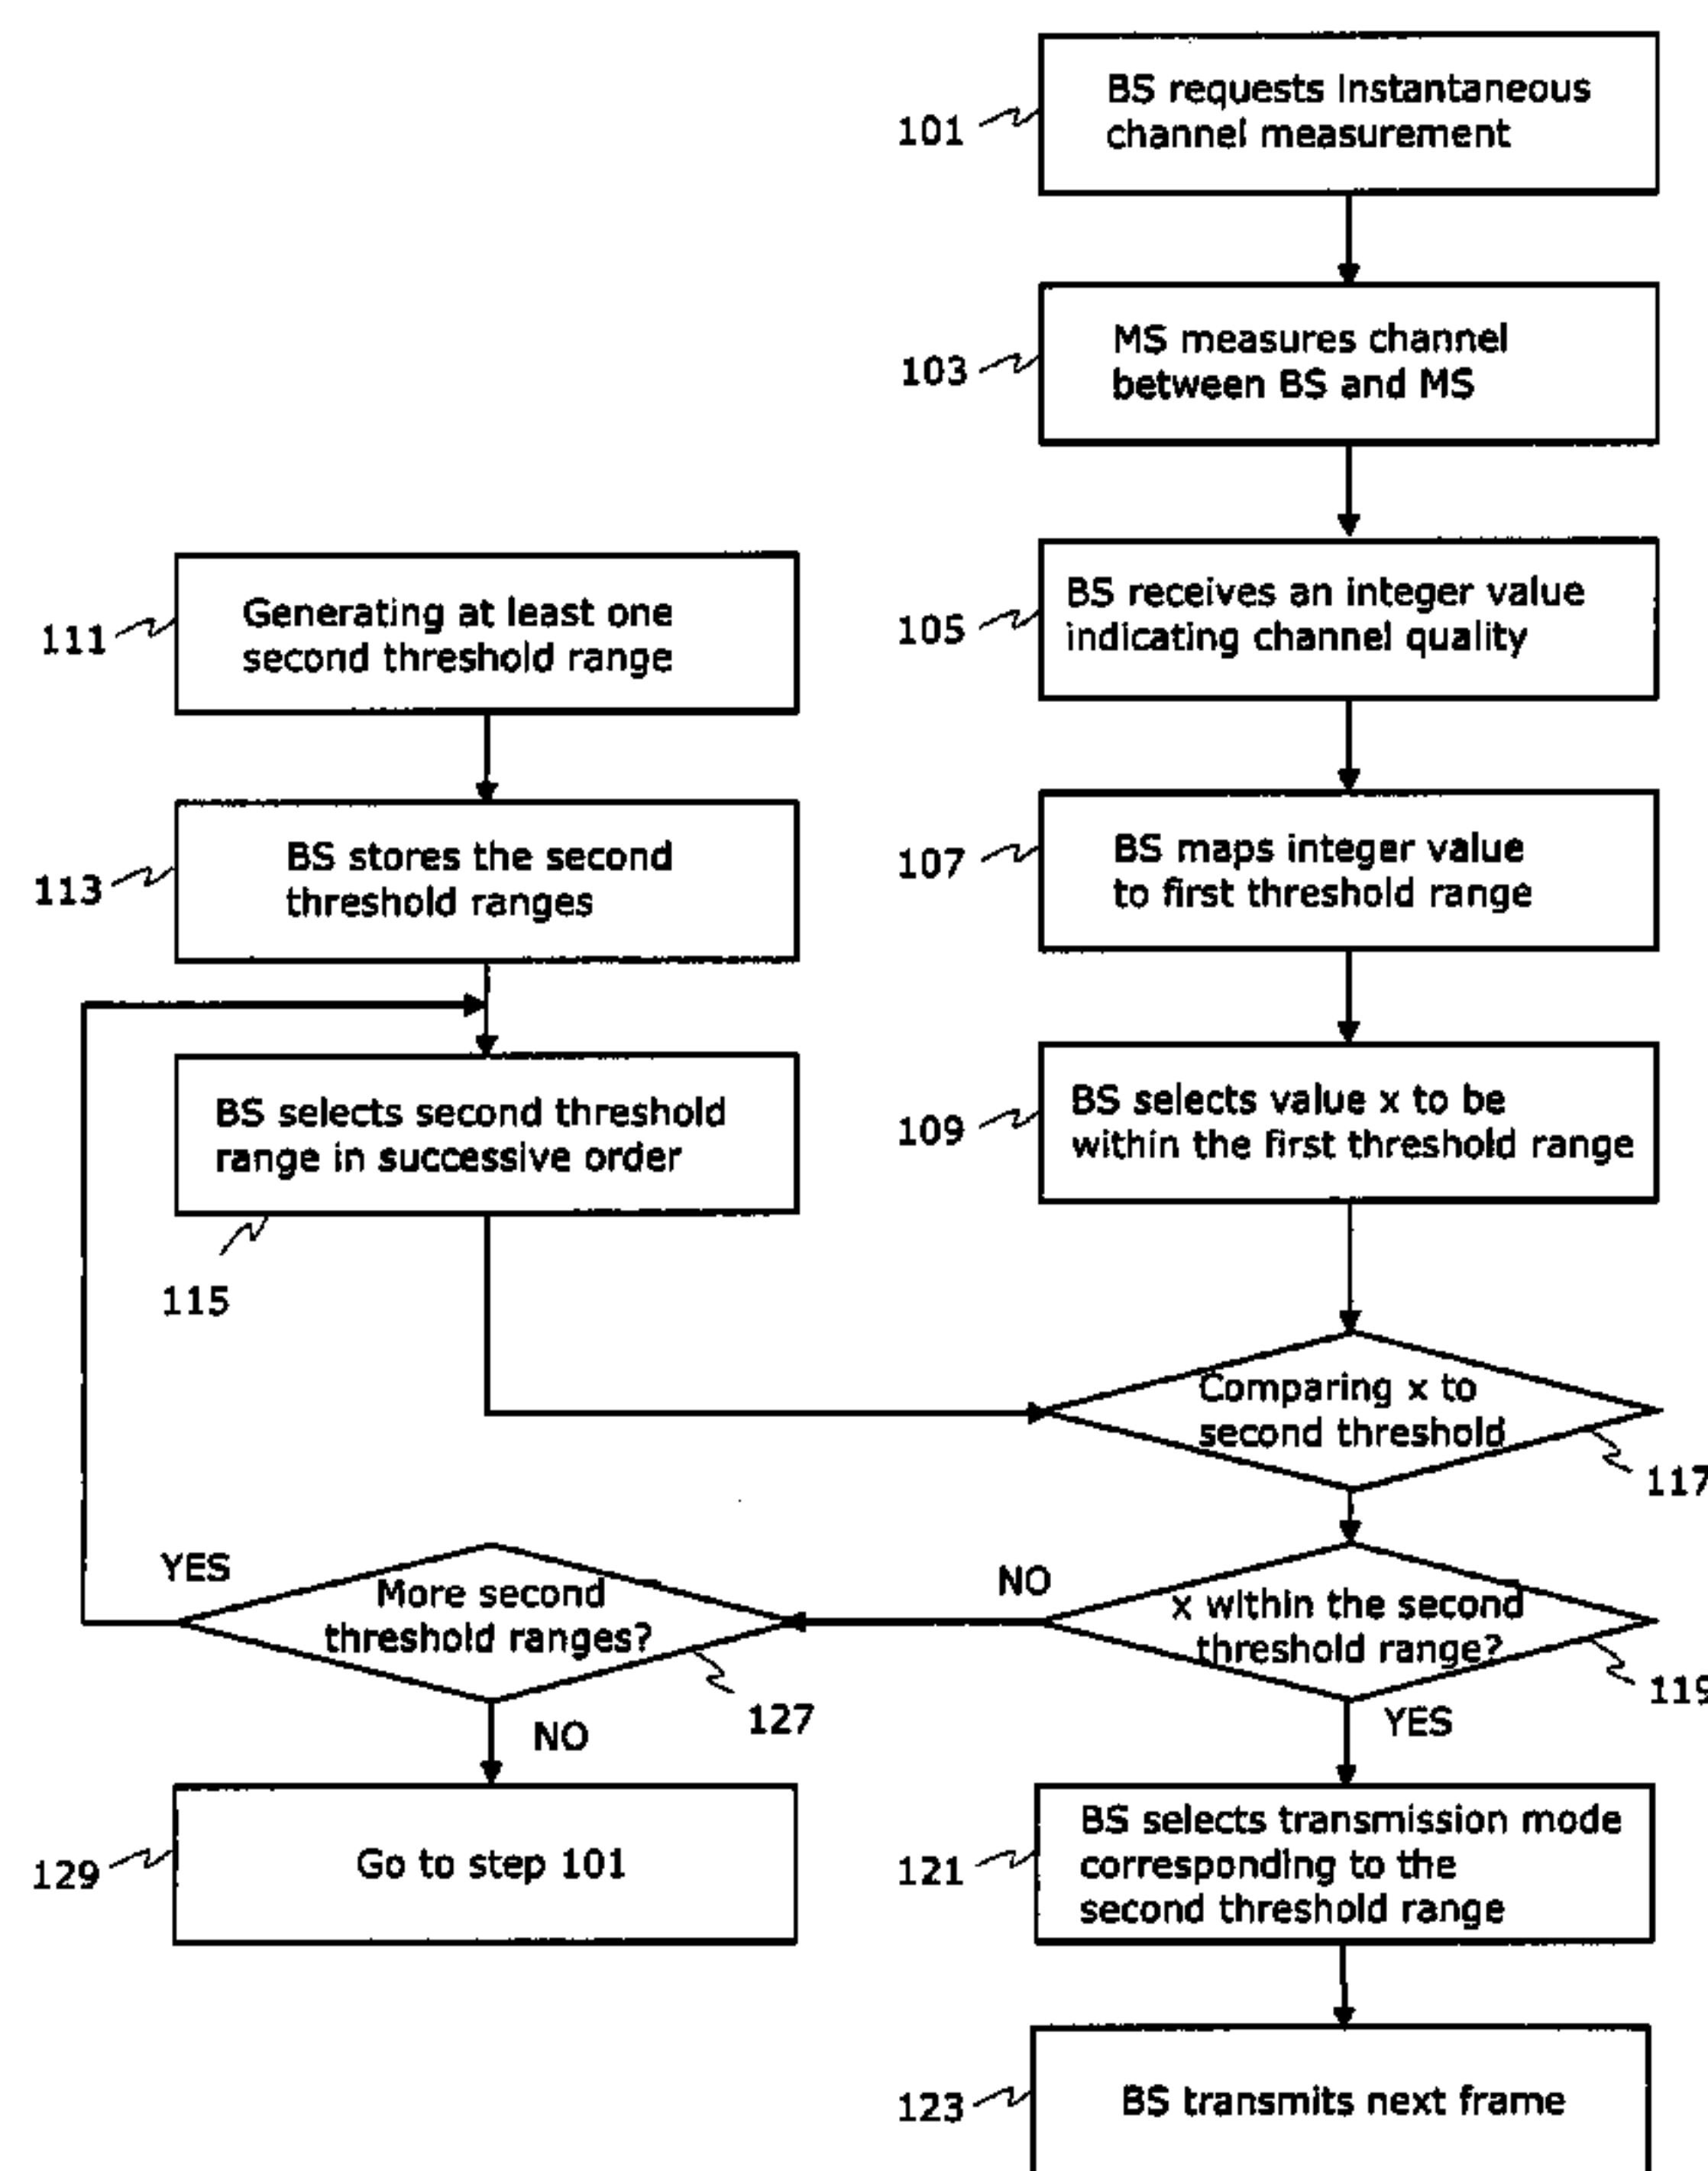 BS requests instantaneous
channel measurement
101
MS measures channel
between BS and MS
103
BS receives an integer value
indicating channel quality
105
Generating at least one
second threshold range
111
BS maps integer value
to first threshold range
107
BS stores the second
threshold ranges
113
BS selects value x to be
within the first threshold range
109
BS selects second threshold
range in successive order
115
Comparing x to
second threshold
117
x within the second
threshold range?
119
NO
YES
More second
threshold ranges?
127
YES
NO
Go to step 101
129
BS selects transmission mode
corresponding to the
second threshold range
121
BS transmits next frame
123